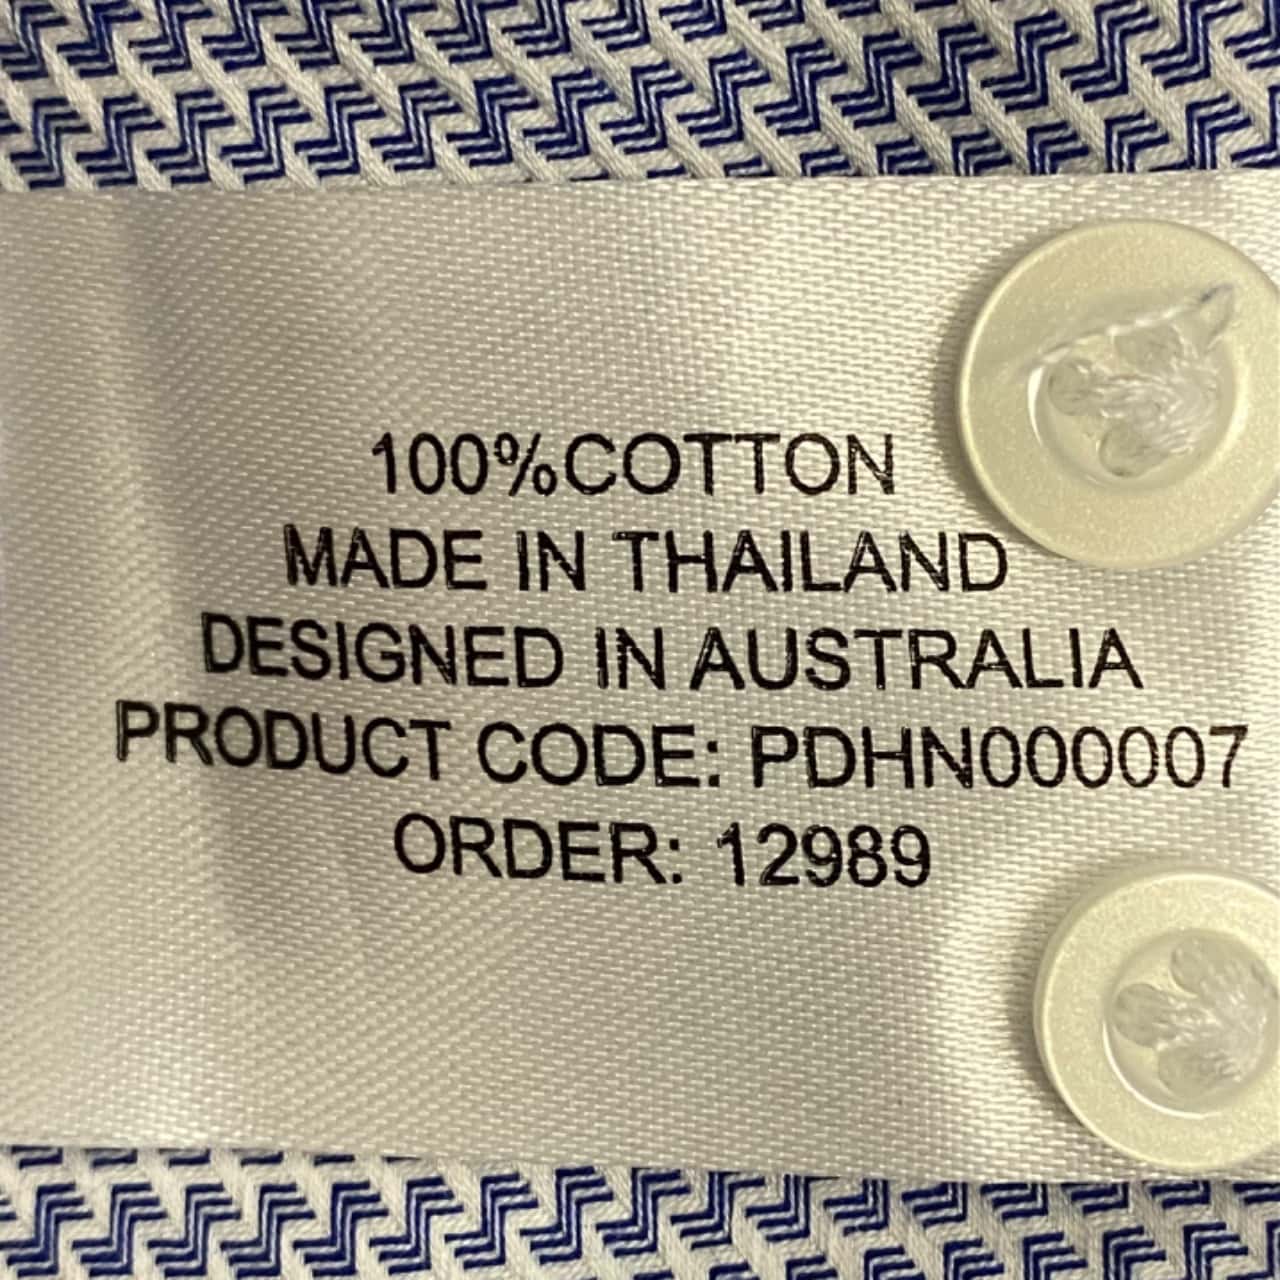 100%COTTON
MADE IN THAILAND
DESIGNED IN AUSTRALIA
PRODUCT CODE: PDHN000007
ORDER: 12989